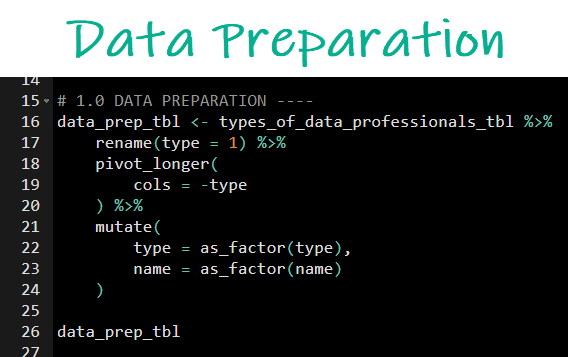 Data Preparation
14
15 # 1.0 DATA PREPARATION ----
16 data_prep_tbl <- types_of_data_professionals_tbl %>%
17     rename(type = 1) %>%
18     pivot_longer(
19         cols = -type
20     ) %>%
21     mutate(
22         type = as_factor(type),
23         name = as_factor(name)
24     )
25
26 data_prep_tbl
27